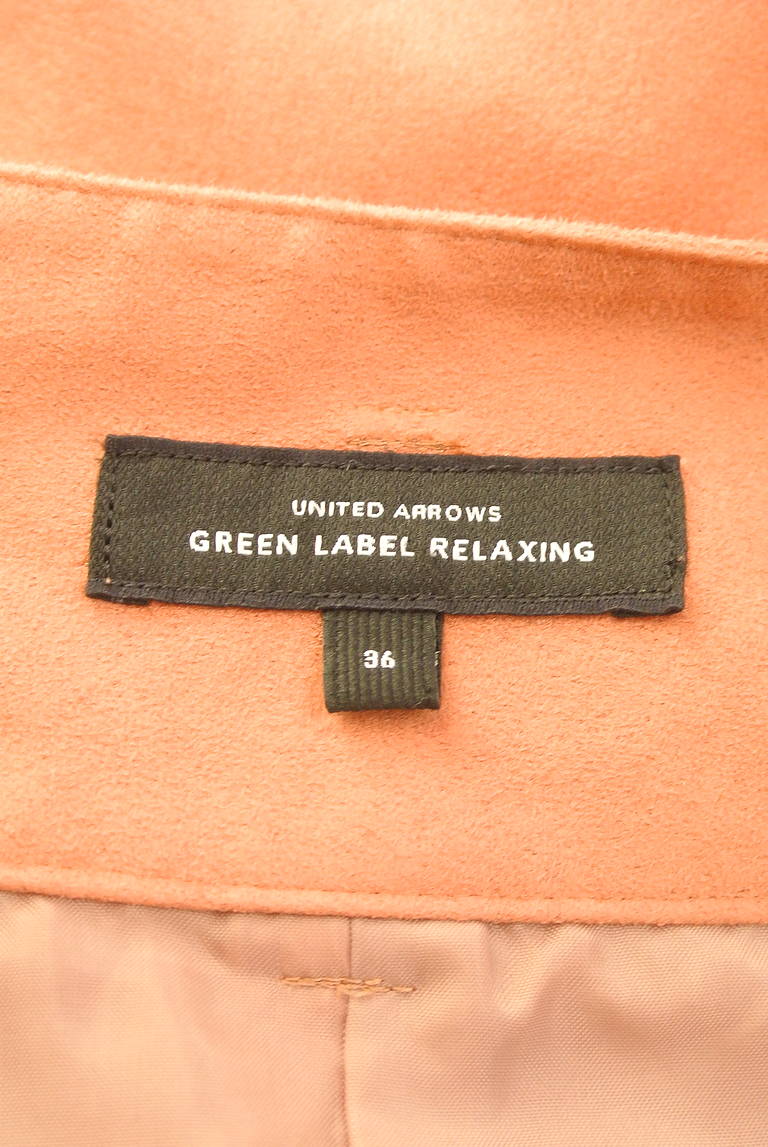 UNITED ARROWS
GREEN LABEL RELAXING
36